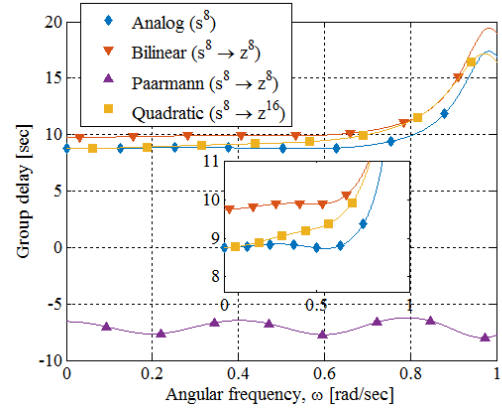 20
15
10
5
0
-5
-10
Group delay [sec]
Analog (s^8)
Bilinear (s^8 → z^8)
Paarmann (s^8 → z^8)
Quadratic (s^8 → z^16)
11
10
9
8
0 0.5 1
0 0.2 0.4 0.6 0.8 1
Angular frequency, ω [rad/sec]